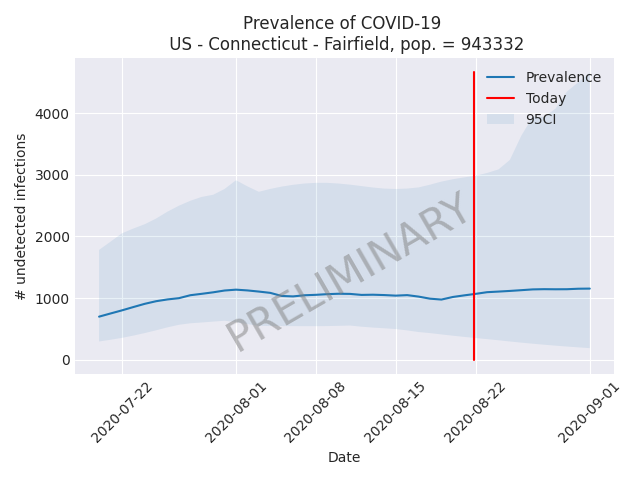 Prevalence of COVID-19
US - Connecticut - Fairfield, pop. = 943332
Prevalence
Today
95CI
4000
3000
2000
1000
0
# undetected infections
PRELIMINARY
2020-07-22
2020-08-01
2020-08-08
2020-08-15
2020-08-22
2020-09-01
Date